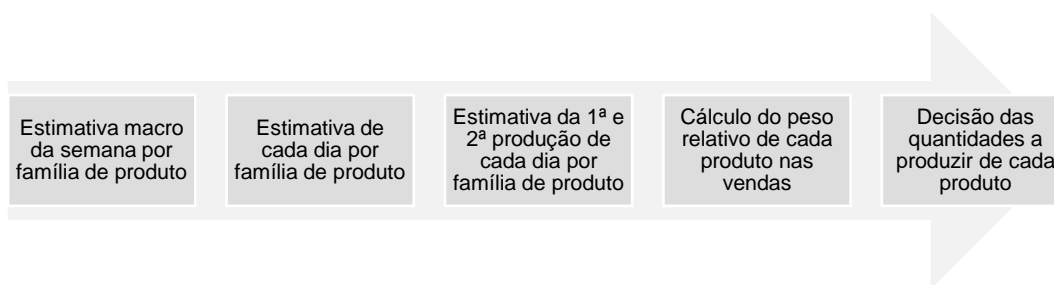 Estimativa macro
da semana por
família de produto
Estimativa de
cada dia por
família de produto
Estimativa da 1ª e
2ª produção de
cada dia por
família de produto
Cálculo do peso
relativo de cada
produto nas
vendas
Decisão das
quantidades a
produzir de cada
produto